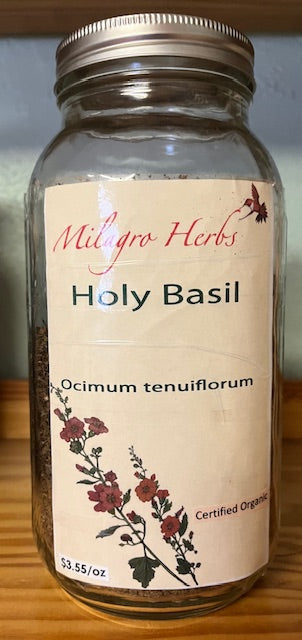 Milagro Herbs
Holy Basil
Ocimum tenuiflorum
Certified Organic
$3.55/oz